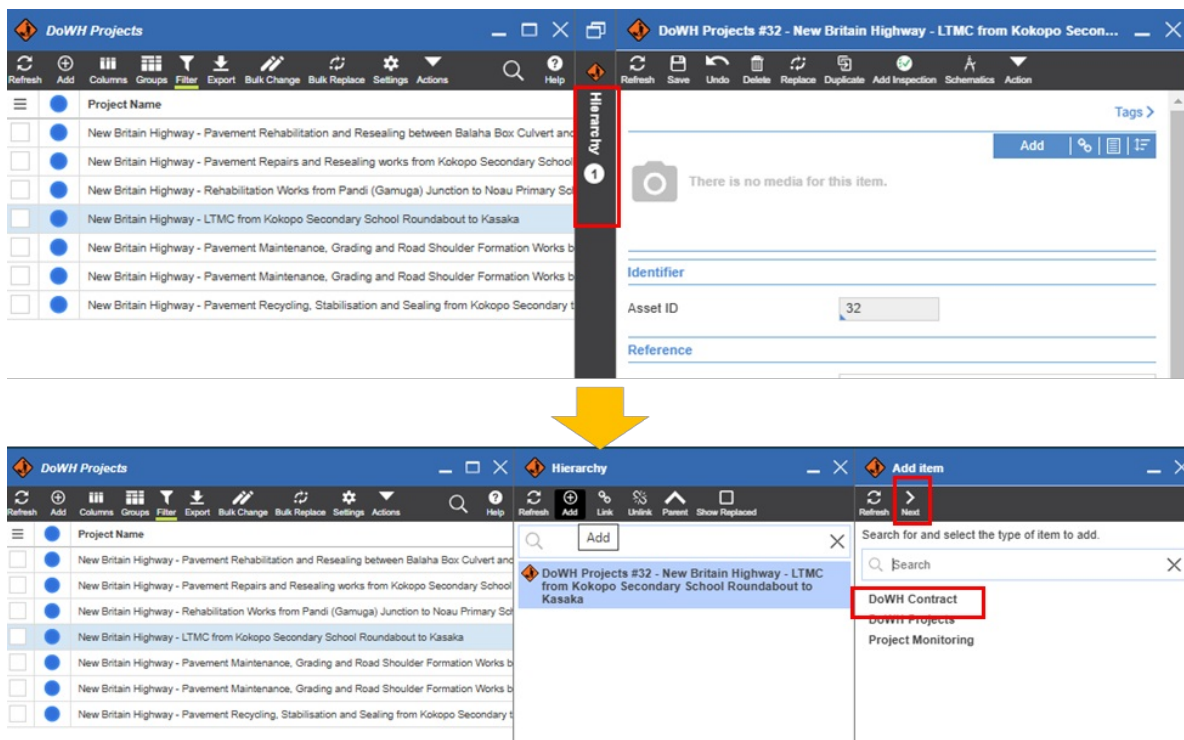 DoWH Projects
Refresh Add Columns Groups Filter Export Bulk Change Bulk Replace Settings Actions Help
Project Name
New Britain Highway - Pavement Rehabilitation and Resealing between Balaha Box Culvert and
New Britain Highway - Pavement Repairs and Resealing works from Kokopo Secondary School
New Britain Highway - Rehabilitation Works from Pandi (Gamuga) Junction to Noau Primary Sch
New Britain Highway - LTMC from Kokopo Secondary School Roundabout to Kasaka
New Britain Highway - Pavement Maintenance, Grading and Road Shoulder Formation Works b
New Britain Highway - Pavement Maintenance, Grading and Road Shoulder Formation Works b
New Britain Highway - Pavement Recycling, Stabilisation and Sealing from Kokopo Secondary t
Hierarchy 1
DoWH Projects #32 - New Britain Highway - LTMC from Kokopo Secon...
Refresh Save Undo Delete Replace Duplicate Add Inspection Schematics Action
Tags >
Add
There is no media for this item.
Identifier
Asset ID 32
Reference
DoWH Projects
Refresh Add Columns Groups Filter Export Bulk Change Bulk Replace Settings Actions Help
Project Name
New Britain Highway - Pavement Rehabilitation and Resealing between Balaha Box Culvert and
New Britain Highway - Pavement Repairs and Resealing works from Kokopo Secondary School
New Britain Highway - Rehabilitation Works from Pandi (Gamuga) Junction to Noau Primary Sch
New Britain Highway - LTMC from Kokopo Secondary School Roundabout to Kasaka
New Britain Highway - Pavement Maintenance, Grading and Road Shoulder Formation Works b
New Britain Highway - Pavement Maintenance, Grading and Road Shoulder Formation Works b
New Britain Highway - Pavement Recycling, Stabilisation and Sealing from Kokopo Secondary t
Hierarchy
Refresh Add Link Unlink Parent Show Replaced
Add
DoWH Projects #32 - New Britain Highway - LTMC
from Kokopo Secondary School Roundabout to
Kasaka
Add item
Refresh Next
Search for and select the type of item to add.
Search
DoWH Contract
DoWH Projects
Project Monitoring